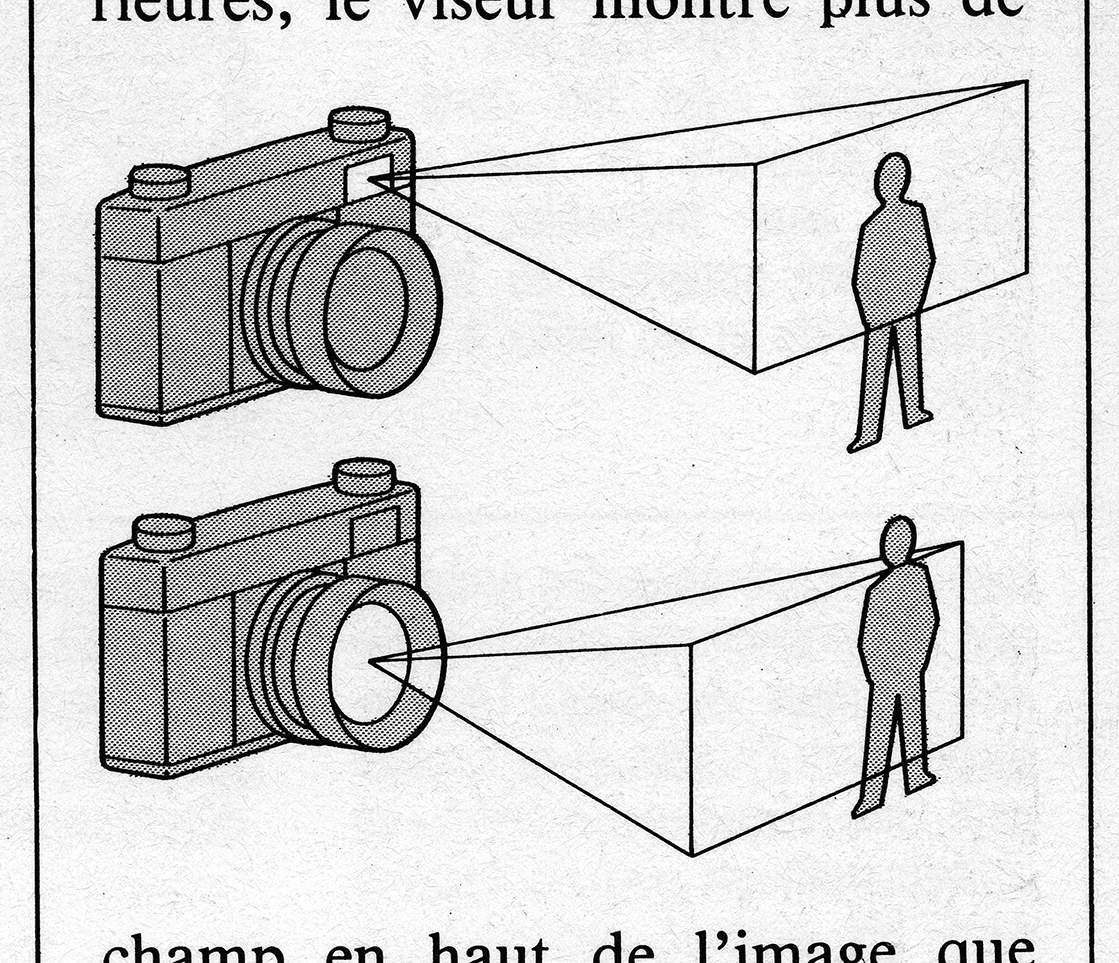 rieures, le viseur montre plus de
champ en haut de l’image que